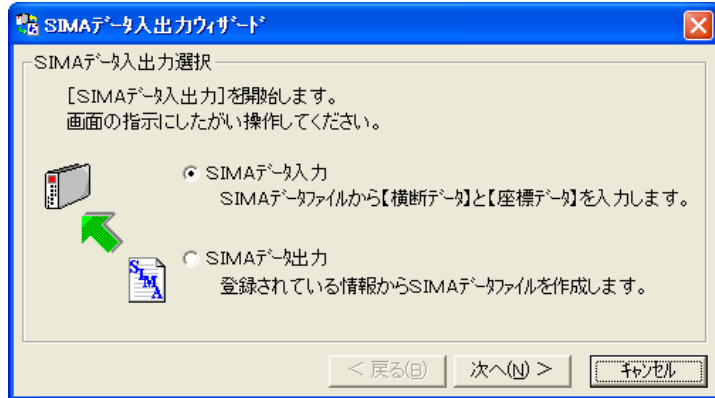 SIMAﾃﾞｰﾀ入出力ｳｨｻﾞｰﾄﾞ
SIMAﾃﾞｰﾀ入出力選択
[SIMAﾃﾞｰﾀ入出力]を開始します。
画面の指示にしたがい操作してください。
SIMAﾃﾞｰﾀ入力
SIMAﾃﾞｰﾀﾌｧｲﾙから【横断ﾃﾞｰﾀ】と【座標ﾃﾞｰﾀ】を入力します。
SIMAﾃﾞｰﾀ出力
SIMA
登録されている情報からSIMAﾃﾞｰﾀﾌｧｲﾙを作成します。
< 戻る(B) 次へ(N) > ｷｬﾝｾﾙ